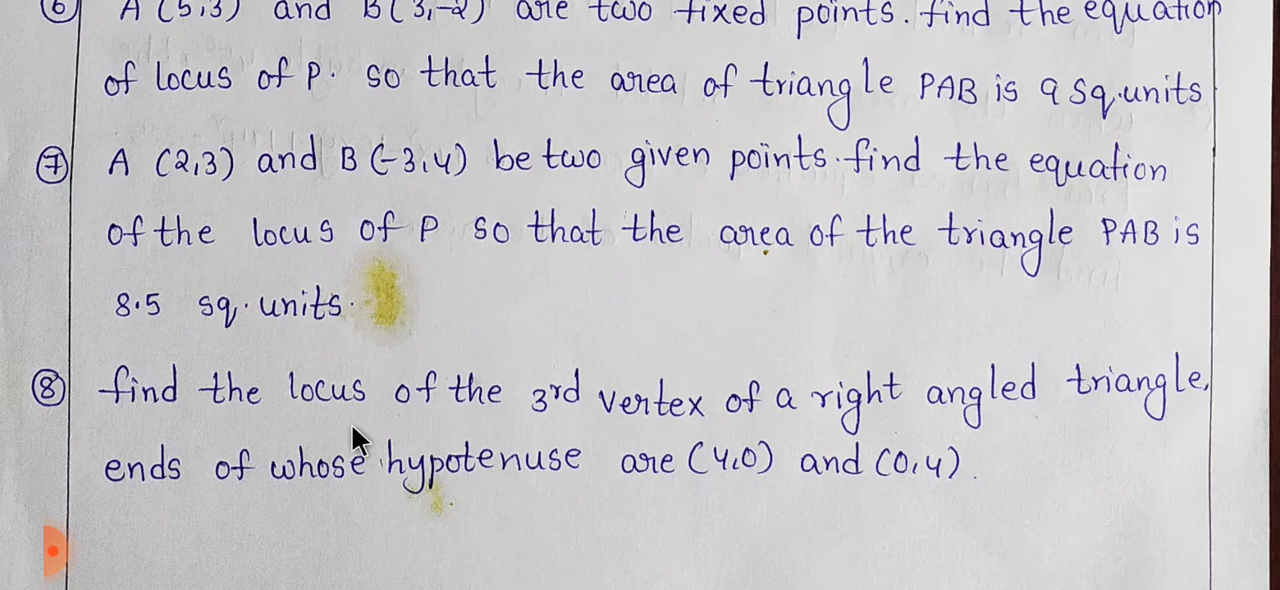 ⑥ A (5,3) and B(3,-2) are two fixed points. find the equation
of locus of P. so that the area of triangle PAB is 9 sq.units
⑦ A (2,3) and B (-3,4) be two given points. find the equation
of the locus of P so that the area of the triangle PAB is
8.5 sq. units.
⑧ find the locus of the 3rd vertex of a right angled triangle,
ends of whose hypotenuse are (4,0) and (0,4).